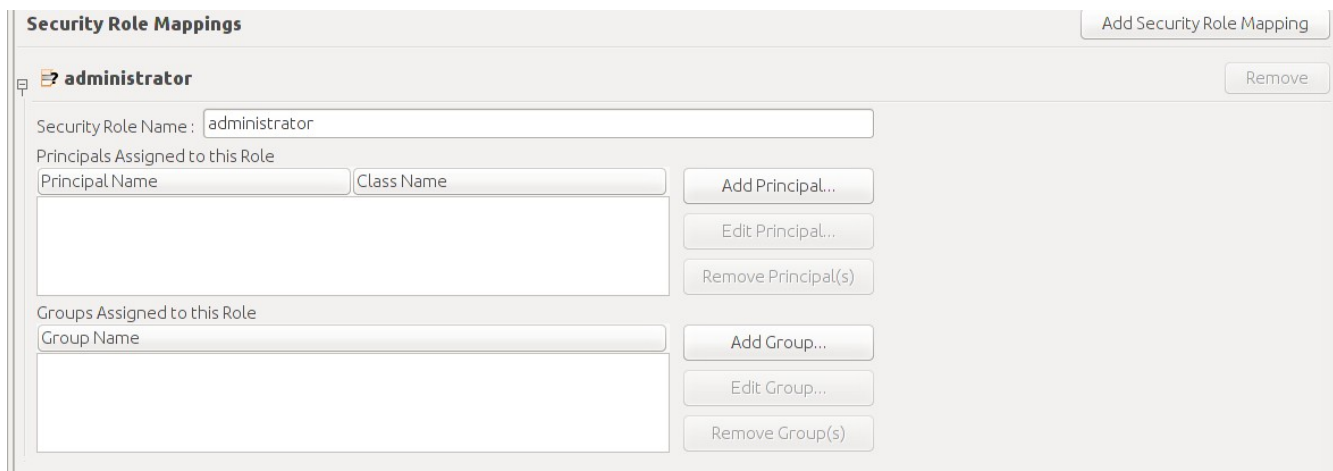 Security Role Mappings
Add Security Role Mapping
administrator
Remove
Security Role Name : administrator
Principals Assigned to this Role
Principal Name
Class Name
Add Principal...
Edit Principal...
Remove Principal(s)
Groups Assigned to this Role
Group Name
Add Group...
Edit Group...
Remove Group(s)